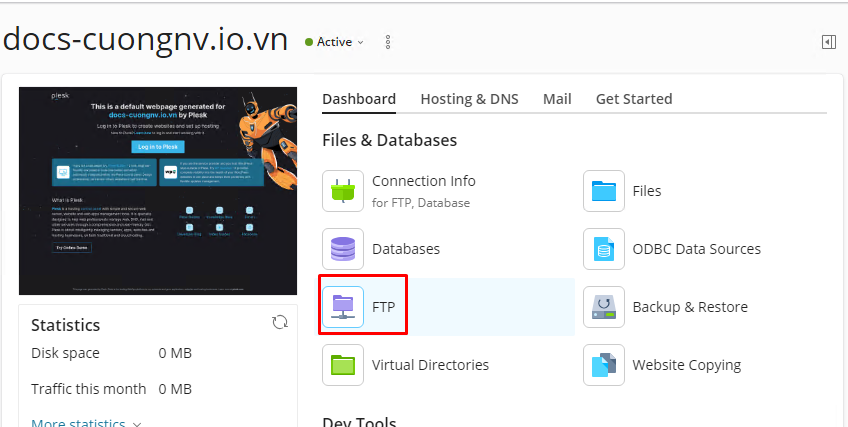 docs-cuongnv.io.vn
Active
plesk
This is a default webpage generated for
docs-cuongnv.io.vn by Plesk
Log in to Plesk to create websites and set up hosting
Log in to Plesk
What is Plesk
Try Online Demo
Dashboard
Hosting & DNS
Mail
Get Started
Files & Databases
Connection Info
for FTP, Database
Files
Databases
ODBC Data Sources
FTP
Backup & Restore
Virtual Directories
Website Copying
Dev Tools
Statistics
Disk space 0 MB
Traffic this month 0 MB
More statistics